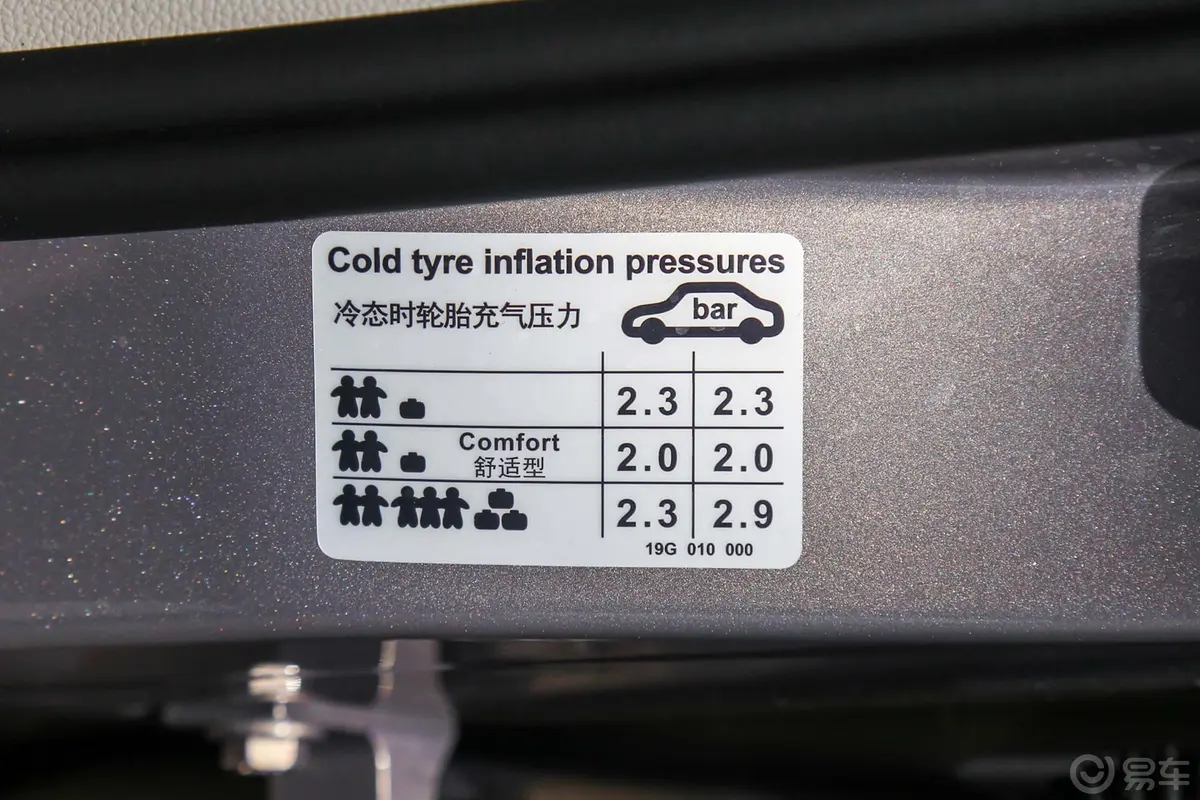 Cold tyre inflation pressures
冷态时轮胎充气压力 bar
2.3 2.3
Comfort
舒适型 2.0 2.0
2.3 2.9
19G 010 000
易车